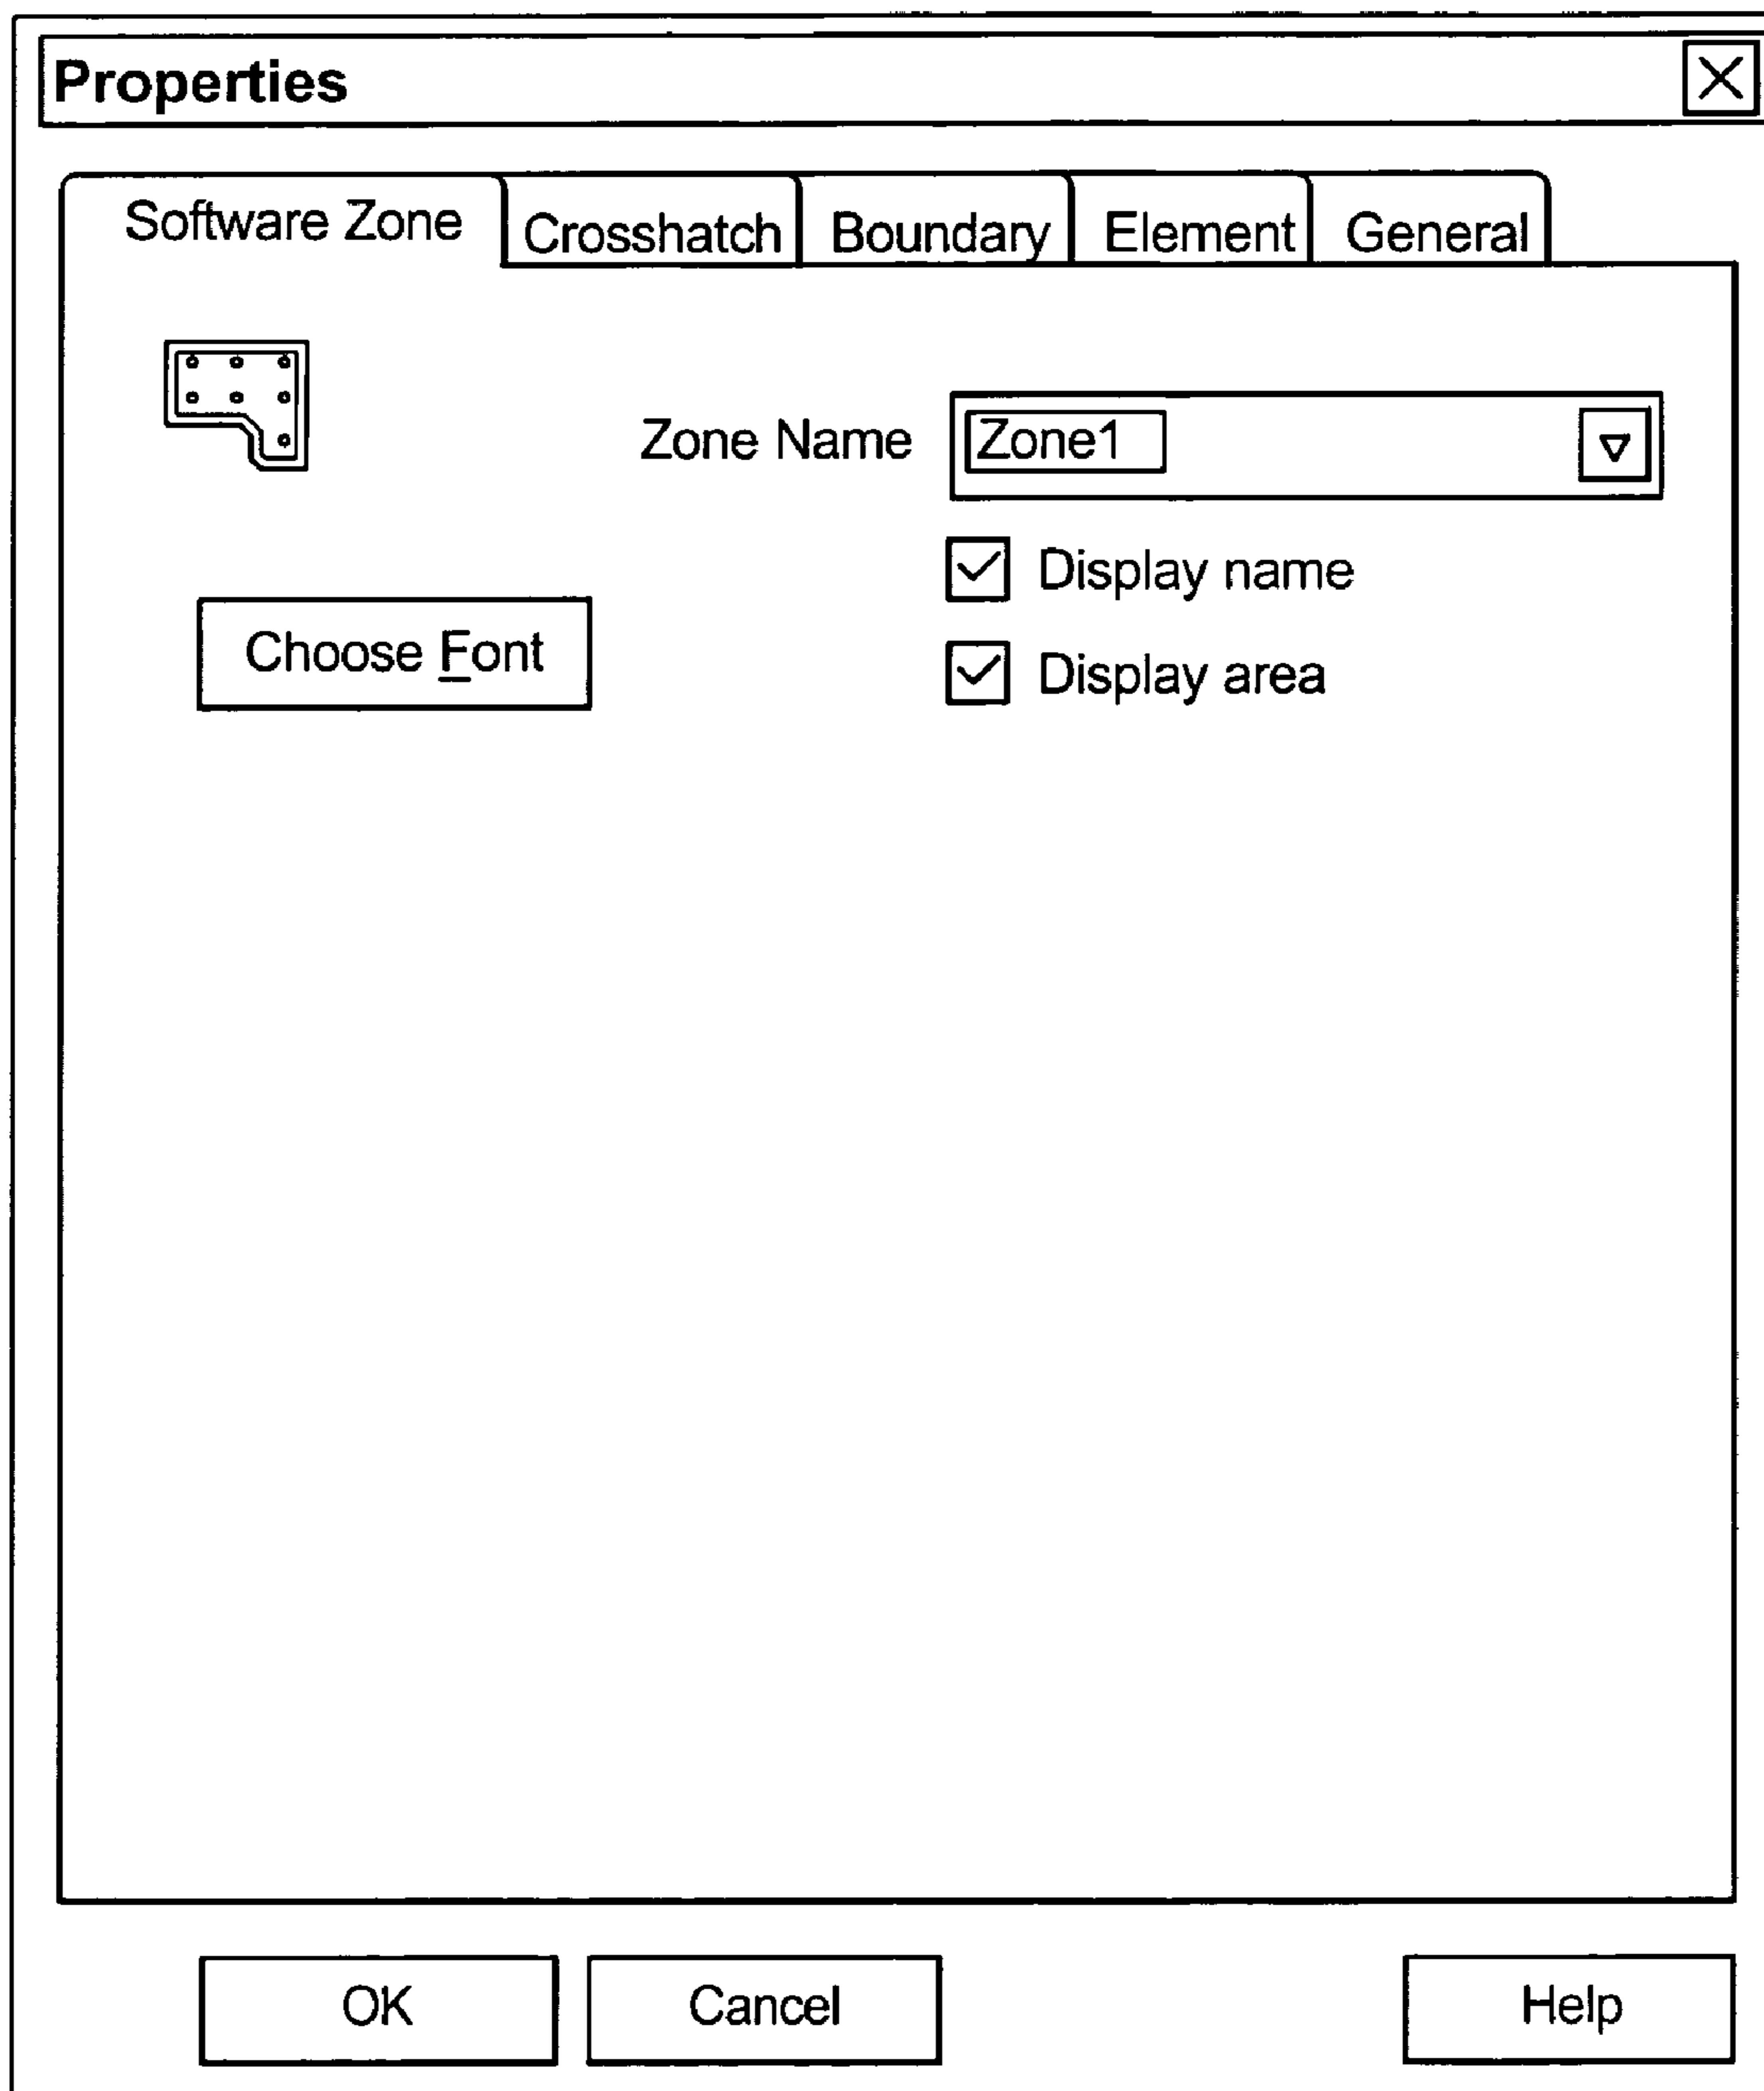 Properties
Software Zone Crosshatch Boundary Element General
Zone Name Zone1
Display name
Choose Font
Display area
OK Cancel Help